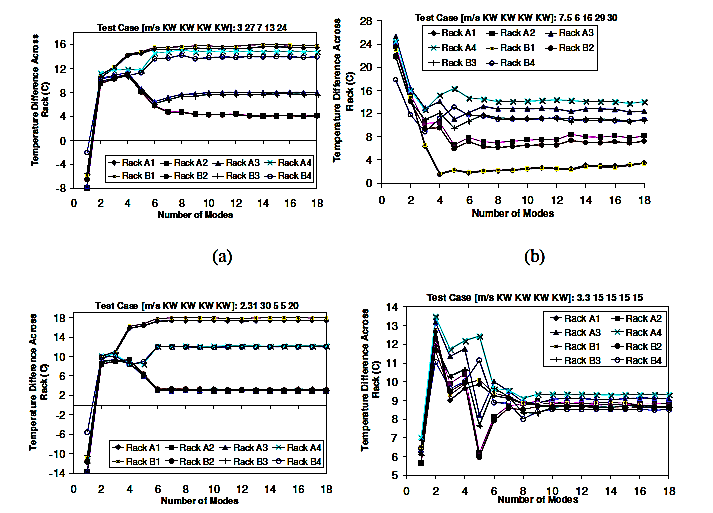 Test Case [m/s KW KW KW KW]: 3 27 7 13 24
Temperature Difference Across
Rack (C)
16
12
8
4
0
-4
-8
0 2 4 6 8 10 12 14 16 18
Number of Modes
Rack A1 Rack A2 Rack A3 Rack A4
Rack B1 Rack B2 Rack B3 Rack B4
(a)
Test Case [m/s KW KW KW KW]: 7.5 6 16 29 30
Temperature Difference Across
Rack (C)
28
24
20
16
12
8
4
0
0 2 4 6 8 10 12 14 16 18
Number of Modes
Rack A1 Rack A2 Rack A3
Rack A4 Rack B1 Rack B2
Rack B3 Rack B4
(b)
Test Case [m/s KW KW KW KW]: 2.31 30 5 5 20
Temperature Difference Across
Rack (C)
18
14
10
6
2
-2
-6
-10
-14
0 2 4 6 8 10 12 14 16 18
Number of Modes
Rack A1 Rack A2 Rack A3 Rack A4
Rack B1 Rack B2 Rack B3 Rack B4
Test Case [m/s KW KW KW KW]: 3.3 15 15 15 15
Temperature Difference Across
Rack (C)
14
13
12
11
10
9
8
7
6
5
0 1 2 3 4 5 6 7 8 9 10 11 12 13 14 15 16 17 18
Number of Modes
Rack A1 Rack A2
Rack A3 Rack A4
Rack B1 Rack B2
Rack B3 Rack B4